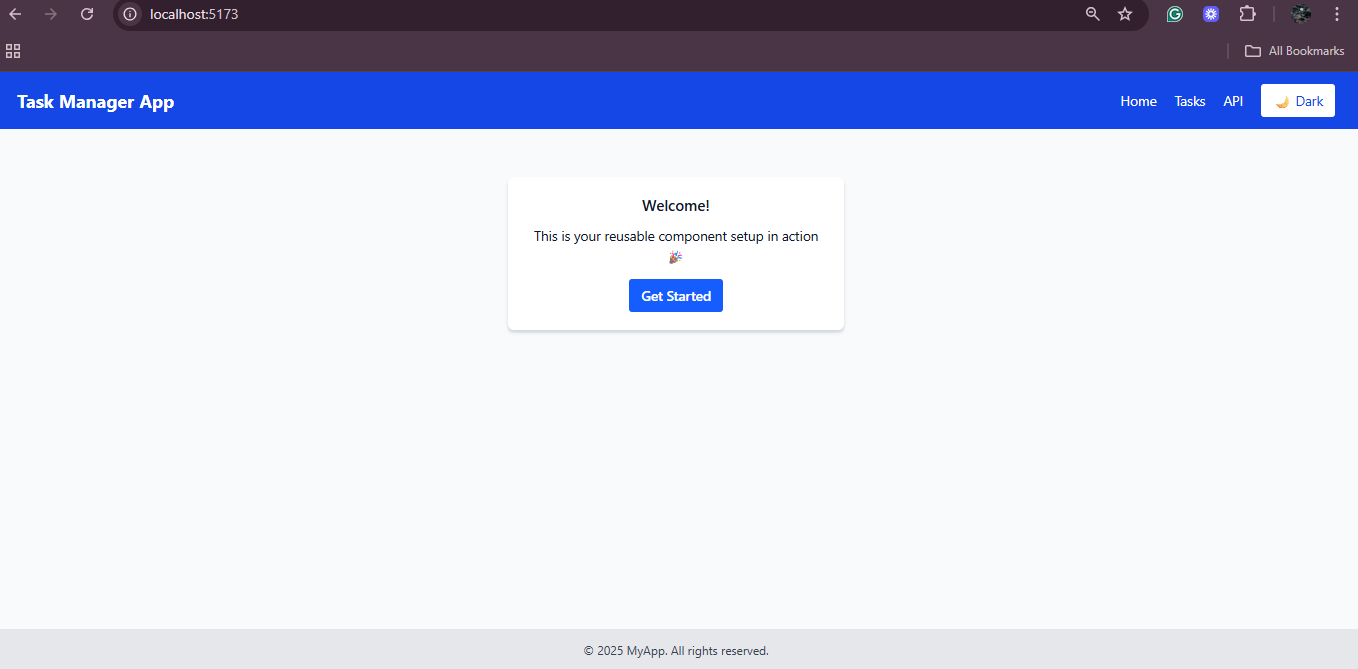 localhost:5173
All Bookmarks
Task Manager App
Home Tasks API 🌙 Dark
Welcome!
This is your reusable component setup in action
🎉
Get Started
© 2025 MyApp. All rights reserved.